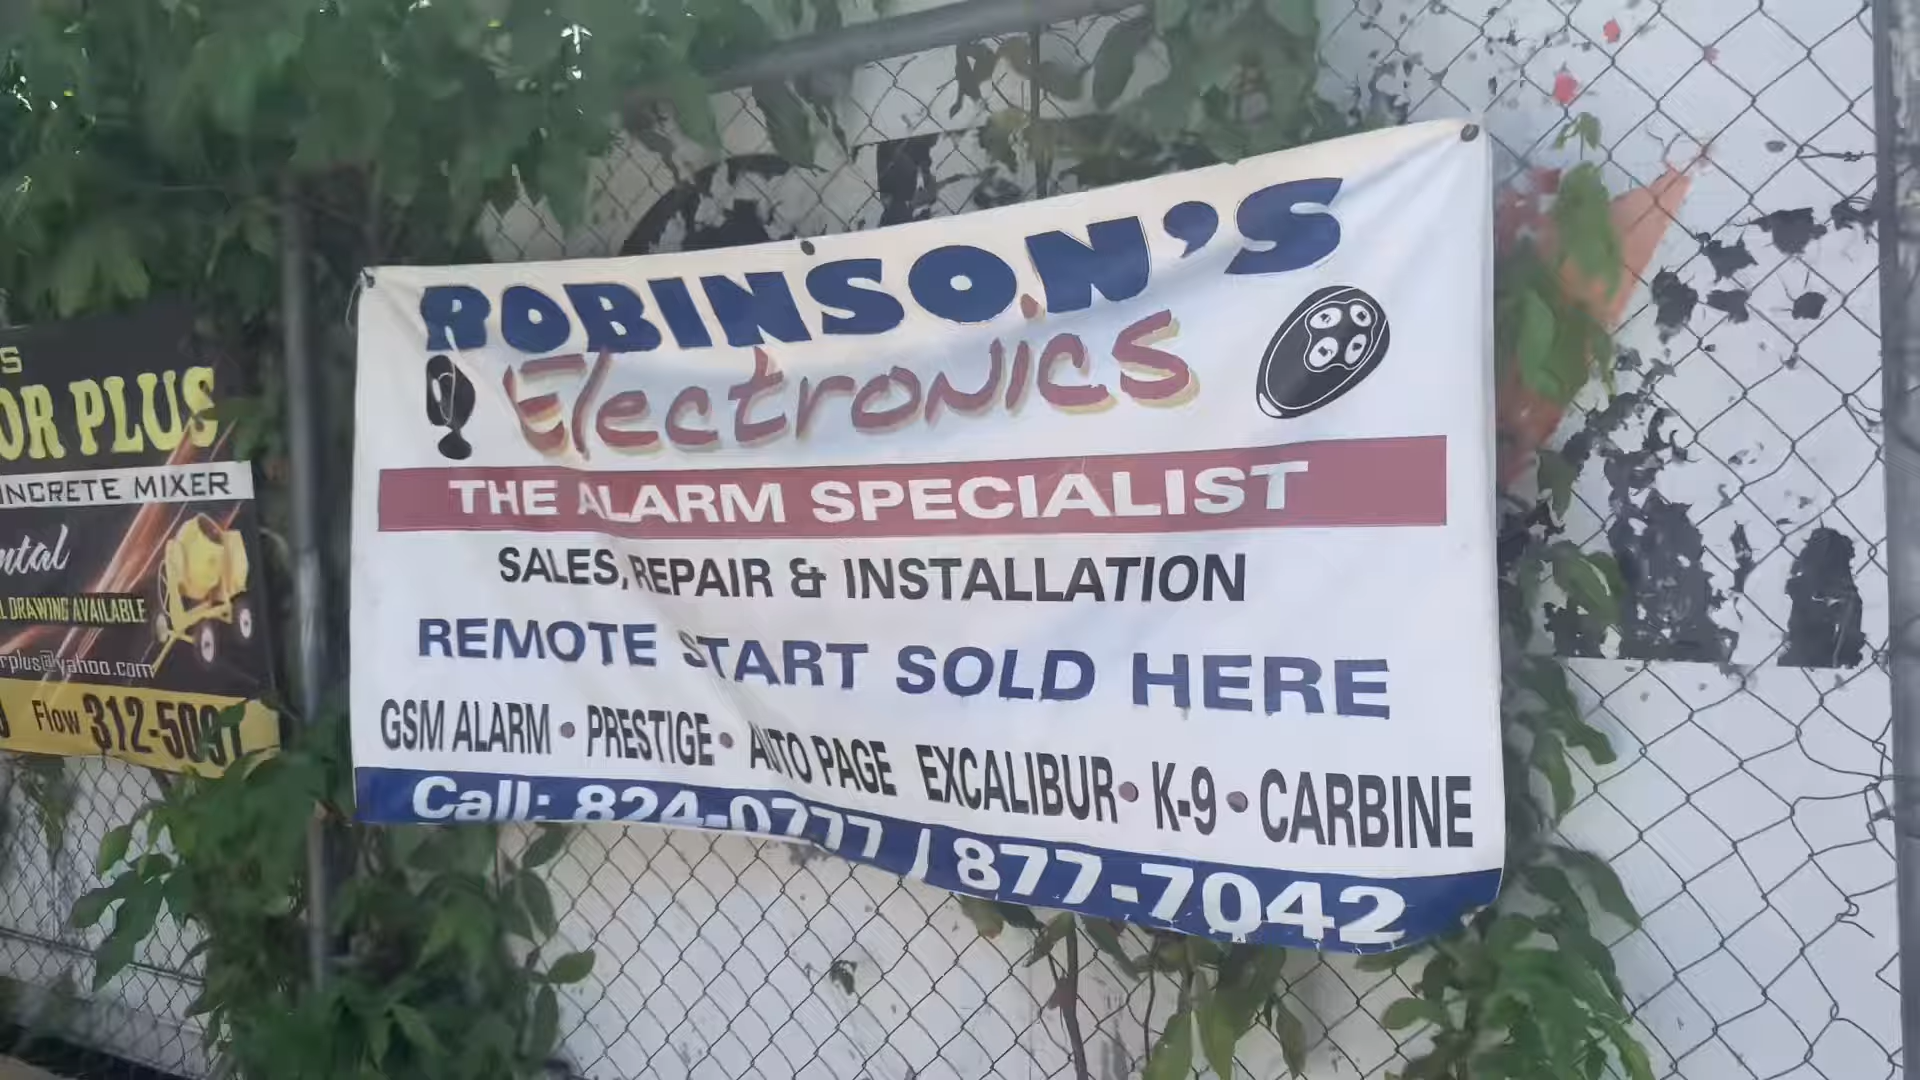 ROBINSON'S
Electronics
THE ALARM SPECIALIST
SALES, REPAIR & INSTALLATION
REMOTE START SOLD HERE
GSM ALARM • PRESTIGE • AUTO PAGE EXCALIBUR • K-9 • CARBINE
Call: 824-0777 / 877-7042
S
OR PLUS
NCRETE MIXER
ntal
L DRAWING AVAILABLE
rplus@yahoo.com
Flow 312-5097